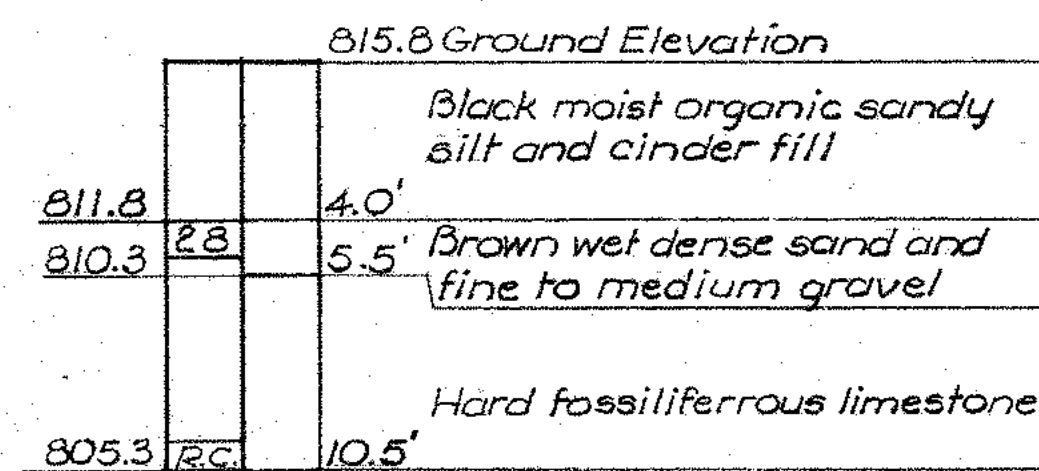 815.8 Ground Elevation
Black moist organic sandy
silt and cinder fill
811.8 4.0'
28 Brown wet dense sand and
810.3 5.5' fine to medium gravel
Hard fossiliferrous limestone
805.3 R.C. 10.5'